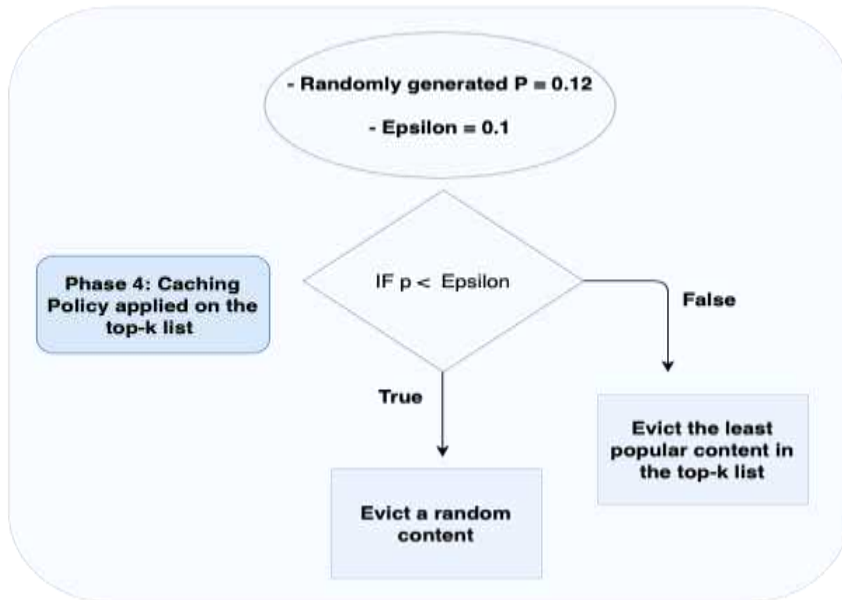 - Randomly generated P = 0.12
- Epsilon = 0.1
IF p < Epsilon
Phase 4: Caching
Policy applied on the
top-k list
False
True
Evict the least
popular content in
the top-k list
Evict a random
content